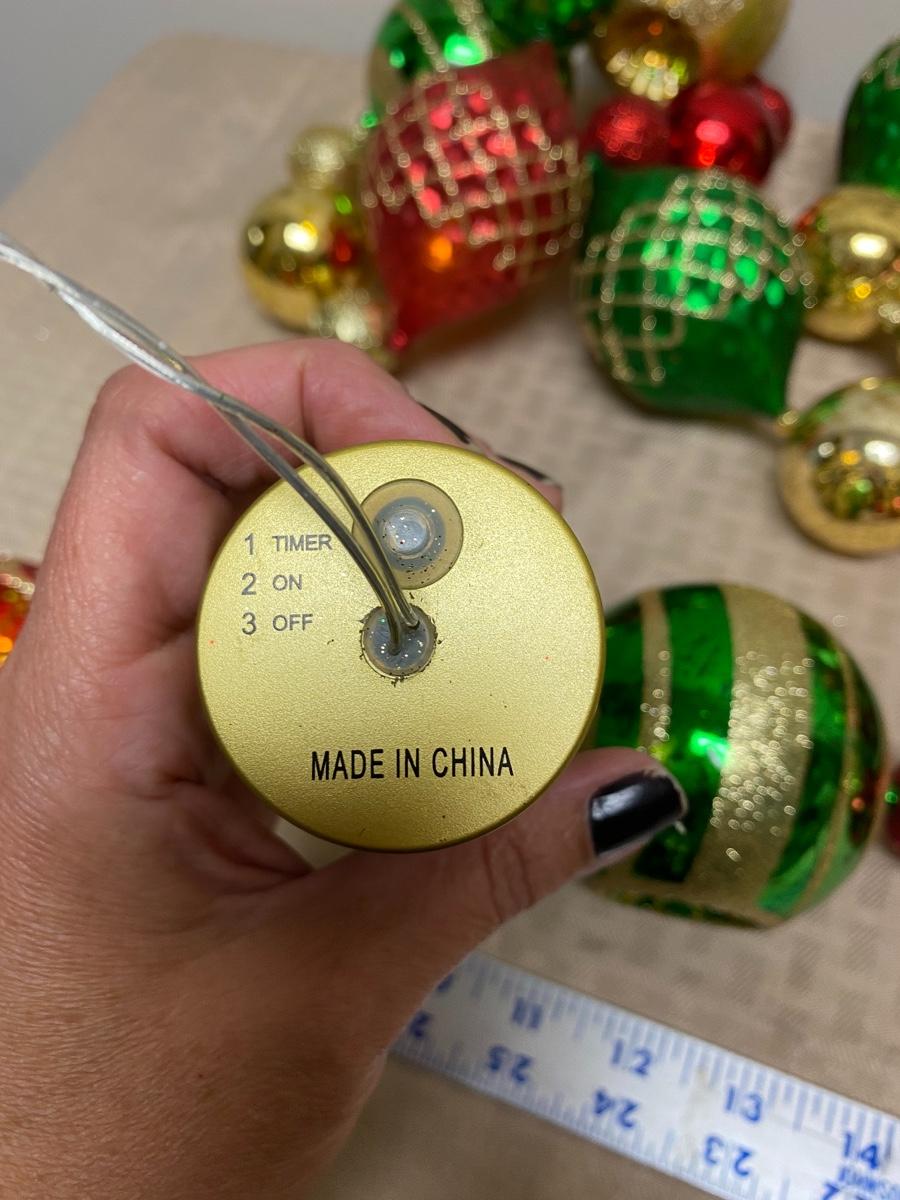 1 TIMER
2 ON
3 OFF
MADE IN CHINA
11 12 13 14
25 24 23